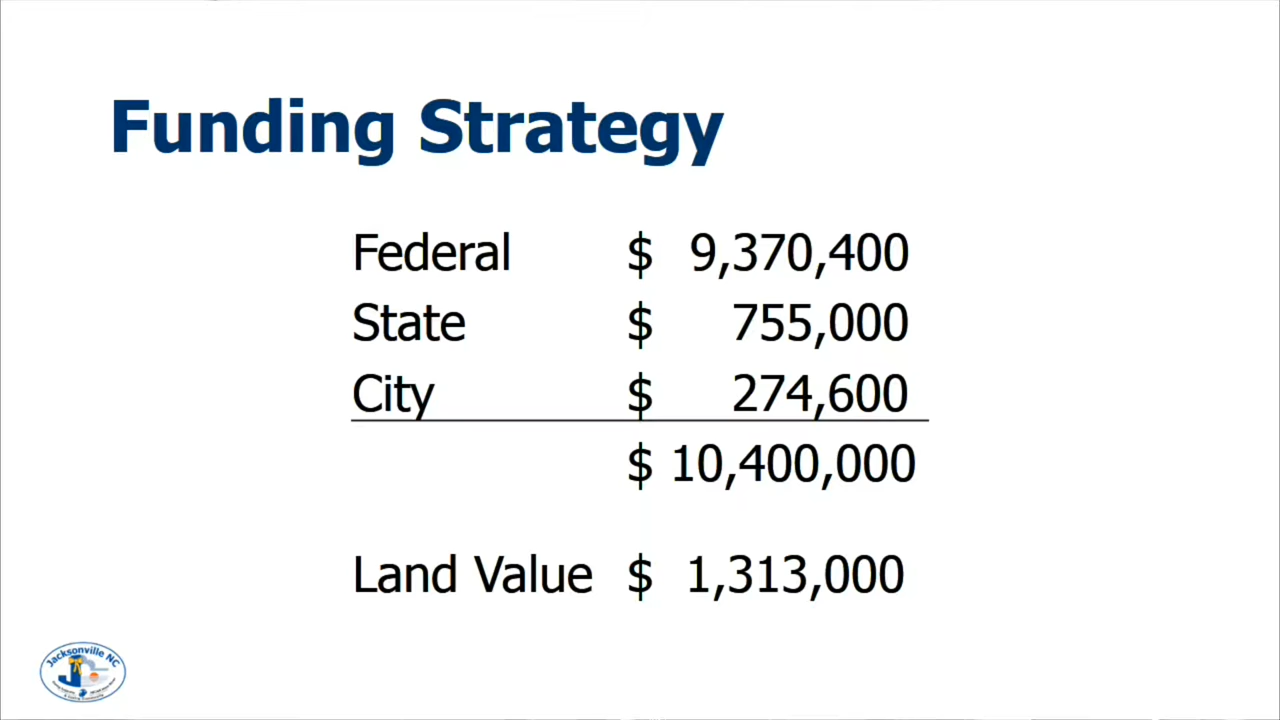 Funding Strategy
Federal $ 9,370,400
State $ 755,000
City $ 274,600
$ 10,400,000
Land Value $ 1,313,000
Jacksonville NC